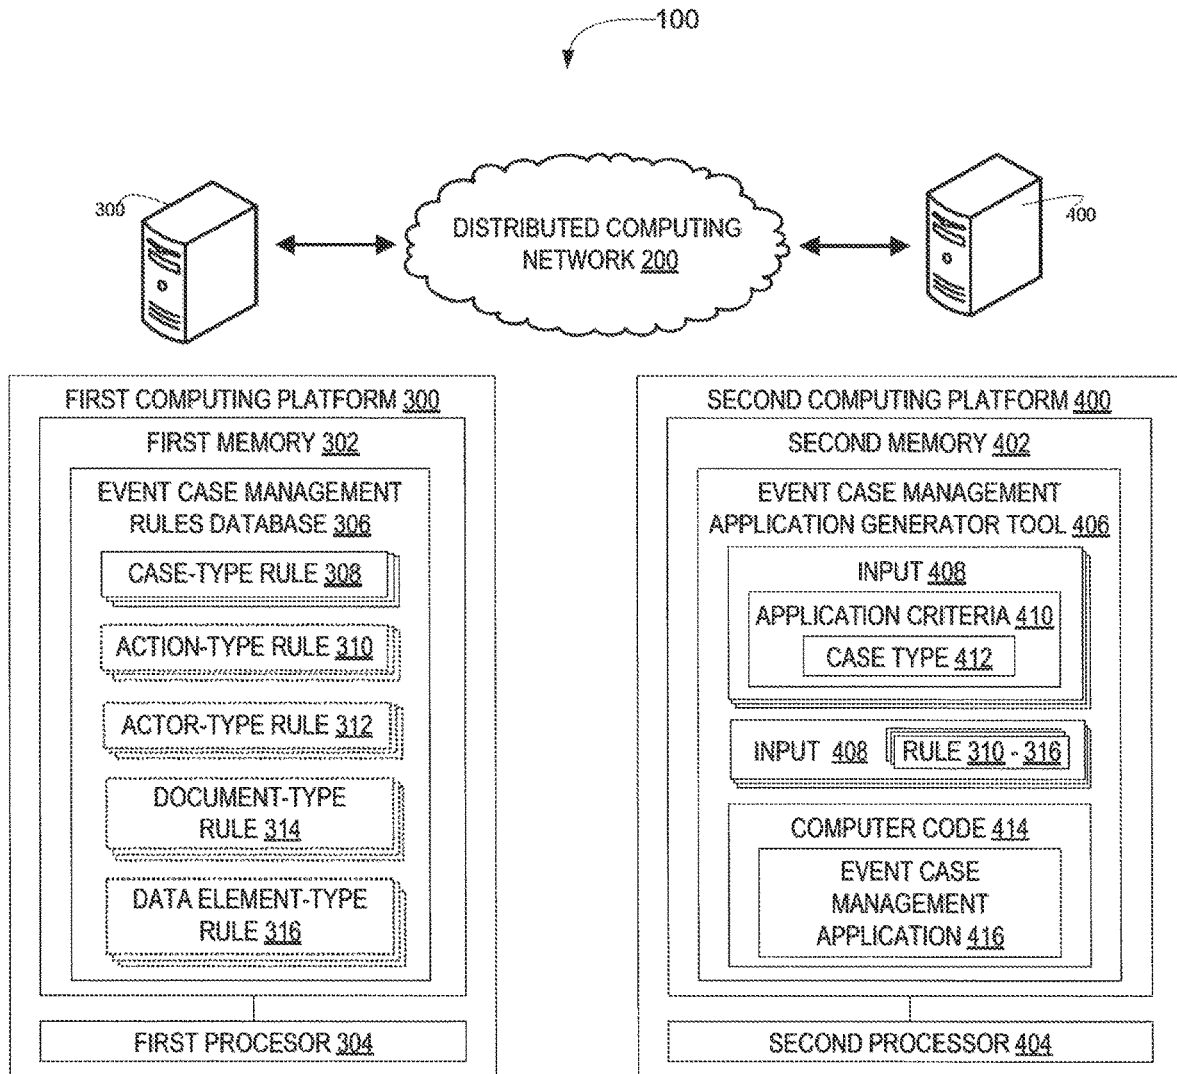 100
300
DISTRIBUTED COMPUTING
NETWORK 200
400
FIRST COMPUTING PLATFORM 300
FIRST MEMORY 302
EVENT CASE MANAGEMENT
RULES DATABASE 306
CASE-TYPE RULE 308
ACTION-TYPE RULE 310
ACTOR-TYPE RULE 312
DOCUMENT-TYPE
RULE 314
DATA ELEMENT-TYPE
RULE 316
FIRST PROCESOR 304
SECOND COMPUTING PLATFORM 400
SECOND MEMORY 402
EVENT CASE MANAGEMENT
APPLICATION GENERATOR TOOL 406
INPUT 408
APPLICATION CRITERIA 410
CASE TYPE 412
INPUT 408 RULE 310 - 316
COMPUTER CODE 414
EVENT CASE
MANAGEMENT
APPLICATION 416
SECOND PROCESSOR 404